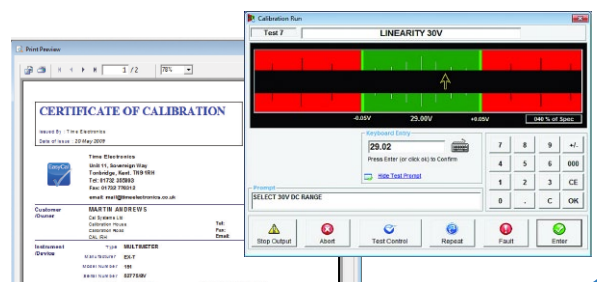 Calibration Run
Test 7
LINEARITY 30V
-0.05V
29.00V
+0.05V
040 % of Spec
Keyboard Entry
29.02
Press Enter (or click ok) to Confirm
Hide Test Prompt
Prompt
SELECT 30V DC RANGE
7 8 9 +/-
4 5 6 000
1 2 3 CE
0 . C OK
Stop Output
Abort
Test Control
Repeat
Fault
Enter
Print Preview
1 / 2
70%
CERTIFICATE OF CALIBRATION
Issued By : Time Electronics
Date of Issue 20 May 2009
EasyCal
Time Electronics
Unit 11, Sovereign Way
Tonbridge, Kent. TN9 1RH
Tel: 01732 355993
Fax: 01732 770312
email: mail@timeelectronics.co.uk
Customer
/Owner
MARTIN ANDREWS
Cal Systems Ltd
Calibration House
Calibration Road
CAL 1RH
Tel:
Fax:
Email:
Instrument
/Device
Type MULTIMETER
Manufacturer EX-T
Model Number
Serial Number